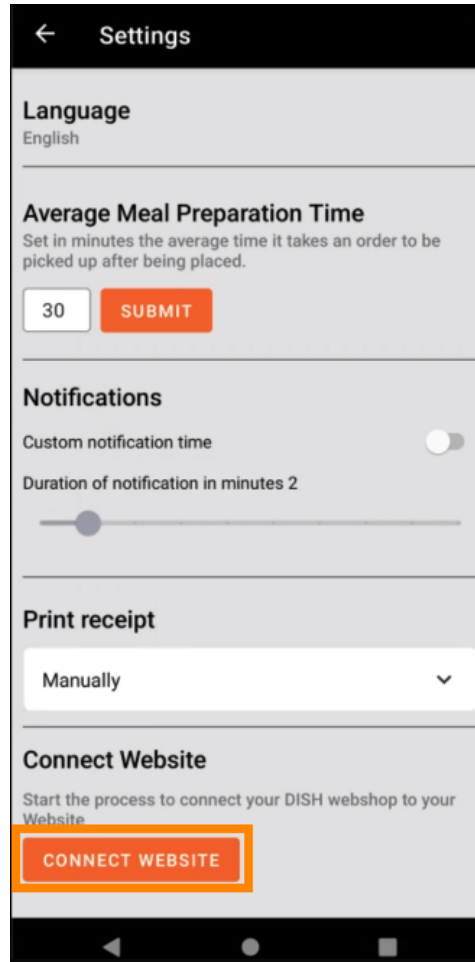 Settings
Language
English
Average Meal Preparation Time
Set in minutes the average time it takes an order to be
picked up after being placed.
30 SUBMIT
Notifications
Custom notification time
Duration of notification in minutes 2
Print receipt
Manually
Connect Website
Start the process to connect your DISH webshop to your
Website
CONNECT WEBSITE